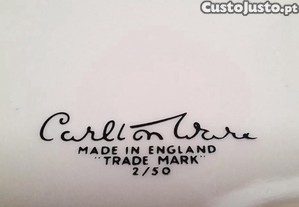 CustoJusto.pt
Carlton Ware
MADE IN ENGLAND
"TRADE MARK"
2/50